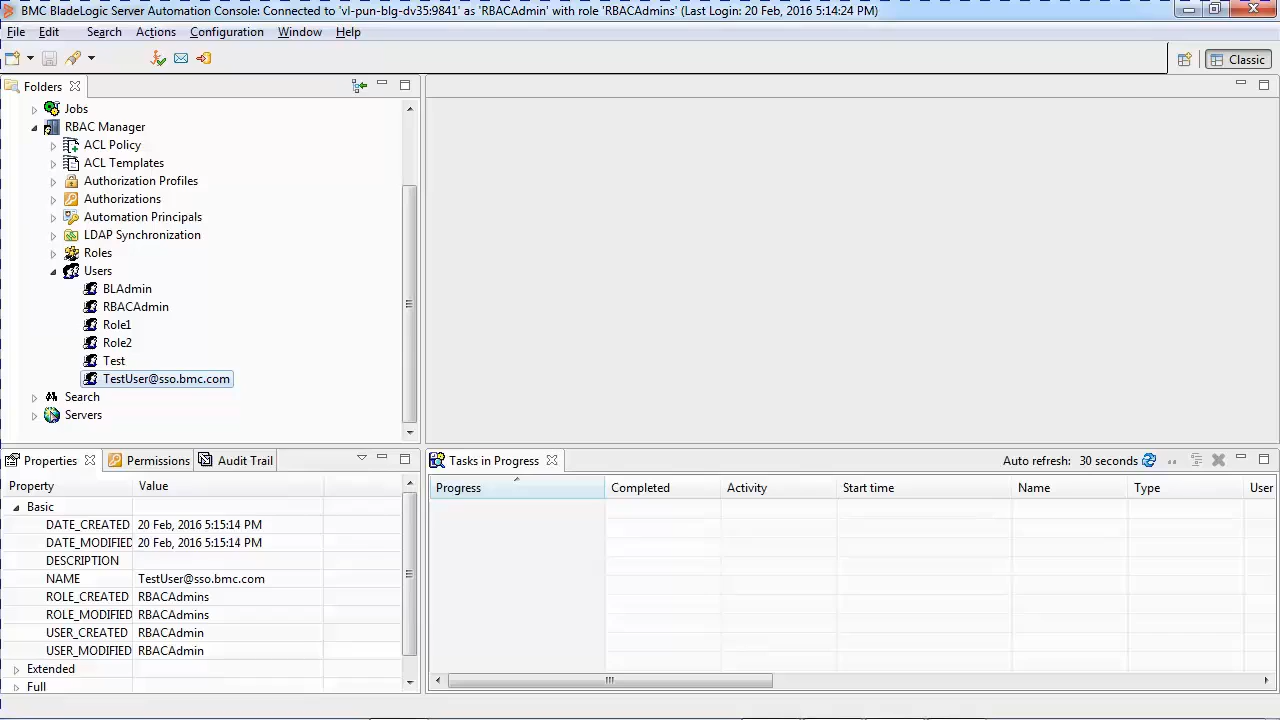 BMC BladeLogic Server Automation Console: Connected to 'vl-pun-blg-dv359841' as 'RBACAdmin' with role 'RBACAdmins' (Last Login: 20 Feb, 2016 5:14:24 PM)
File Edit Search Actions Configuration Window Help
Classic
Folders
Jobs
RBAC Manager
ACL Policy
ACL Templates
Authorization Profiles
Authorizations
Automation Principals
LDAP Synchronization
Roles
Users
BLAdmin
RBACAdmin
Role1
Role2
Test
TestUser@sso.bmc.com
Search
Servers
Properties Permissions Audit Trail
Property Value
Basic
DATE_CREATED 20 Feb, 2016 5:15:14 PM
DATE_MODIFIED 20 Feb, 2016 5:15:14 PM
DESCRIPTION
NAME TestUser@sso.bmc.com
ROLE_CREATED RBACAdmins
ROLE_MODIFIED RBACAdmins
USER_CREATED RBACAdmin
USER_MODIFIED RBACAdmin
Extended
Full
Tasks in Progress Auto refresh: 30 seconds
Progress Completed Activity Start time Name Type User